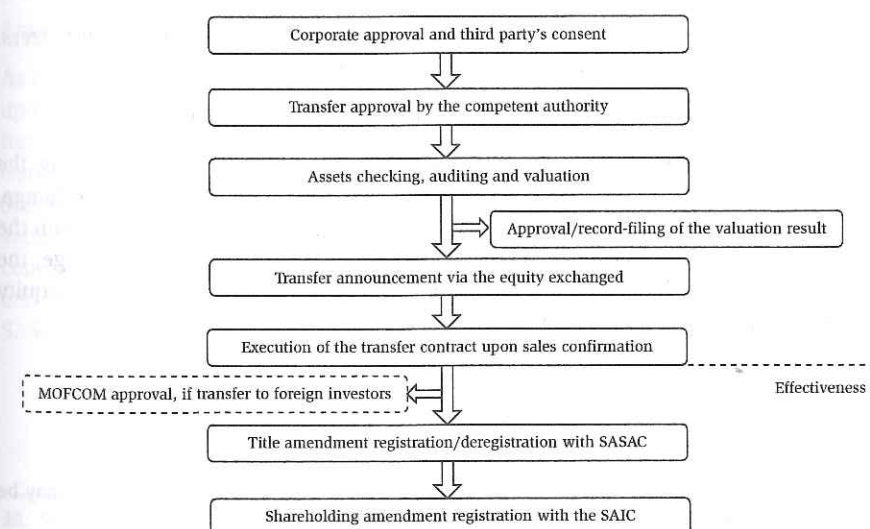 Corporate approval and third party's consent
Transfer approval by the competent authority
Assets checking, auditing and valuation
Approval/record-filing of the valuation result
Transfer announcement via the equity exchanged
Execution of the transfer contract upon sales confirmation
MOFCOM approval, if transfer to foreign investors
Effectiveness
Title amendment registration/deregistration with SASAC
Shareholding amendment registration with the SAIC